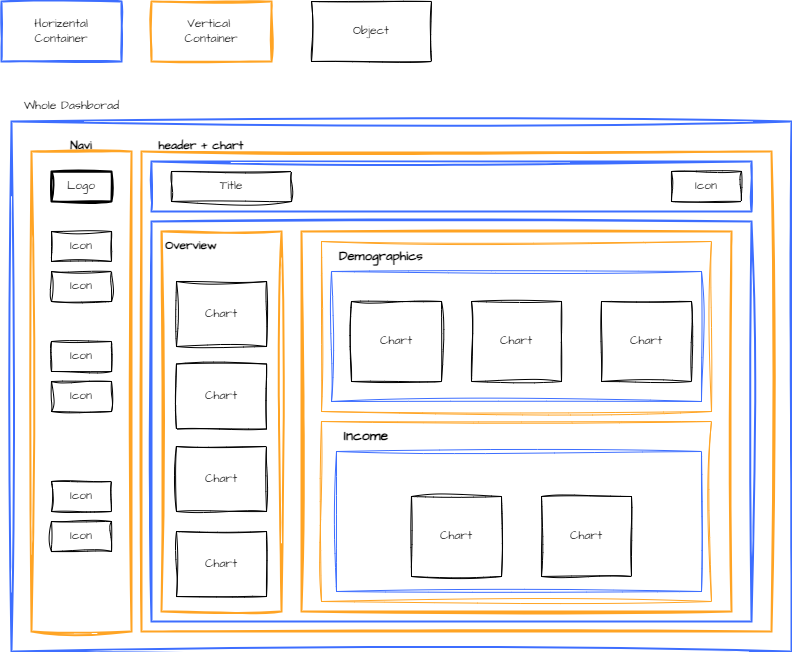 Horizental
Container
Vertical
Container
Object
Whole Dashborad
Navi
header + chart
Logo
Title
Icon
Icon
Icon
Icon
Icon
Icon
Icon
Overview
Chart
Chart
Chart
Chart
Demographics
Chart
Chart
Chart
Income
Chart
Chart